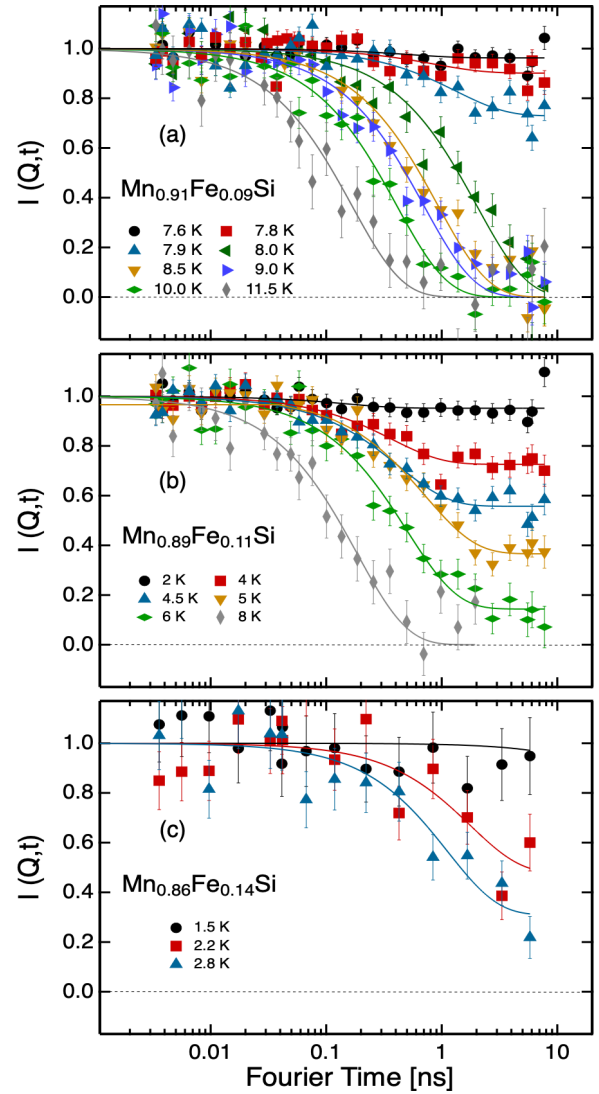 I (Q,t)
1.0
0.8
0.6
0.4
0.2
0.0
(a)
Mn0.91Fe0.09Si
7.6 K 7.8 K
7.9 K 8.0 K
8.5 K 9.0 K
10.0 K 11.5 K
I (Q,t)
1.0
0.8
0.6
0.4
0.2
0.0
(b)
Mn0.89Fe0.11Si
2 K 4 K
4.5 K 5 K
6 K 8 K
I (Q,t)
1.0
0.8
0.6
0.4
0.2
0.0
(c)
Mn0.86Fe0.14Si
1.5 K
2.2 K
2.8 K
0.01 0.1 1 10
Fourier Time [ns]